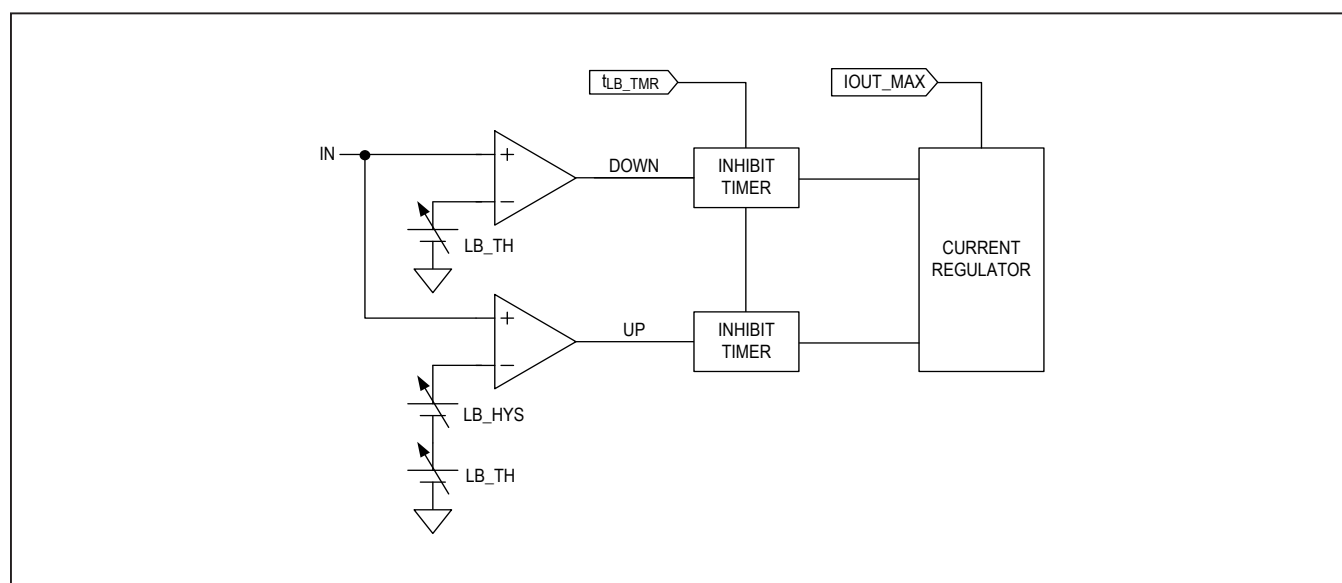 tLB_TMR
IOUT_MAX
IN
+
−
DOWN
INHIBIT
TIMER
LB_TH
CURRENT
REGULATOR
+
−
UP
INHIBIT
TIMER
LB_HYS
LB_TH